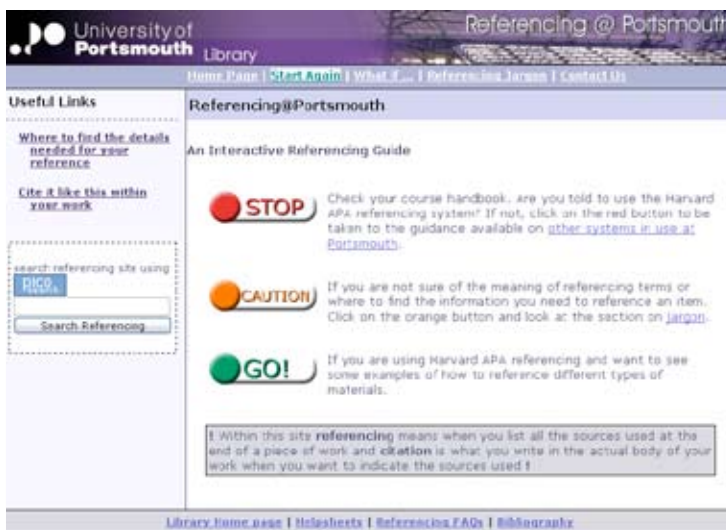 University of
Portsmouth
Library
Referencing @ Portsmouth
Home Page | Start Again | What if... | Referencing Jargon | Contact Us
Useful Links
Where to find the details
needed for your
reference
Cite it like this within
your work
search referencing site using
pico
Search Referencing
Referencing@Portsmouth
An Interactive Referencing Guide
STOP
Check your course handbook. Are you told to use the Harvard
APA referencing system? If not, click on the red button to be
taken to the guidance available on other systems in use at
Portsmouth.
CAUTION
If you are not sure of the meaning of referencing terms or
where to find the information you need to reference an item.
Click on the orange button and look at the section on jargon.
GO!
If you are using Harvard APA referencing and want to see
some examples of how to reference different types of
materials.
! Within this site referencing means when you list all the sources used at the
end of a piece of work and citation is what you write in the actual body of your
work when you want to indicate the sources used !
Library Home page | Helpsheets | Referencing FAQs | Bibliography